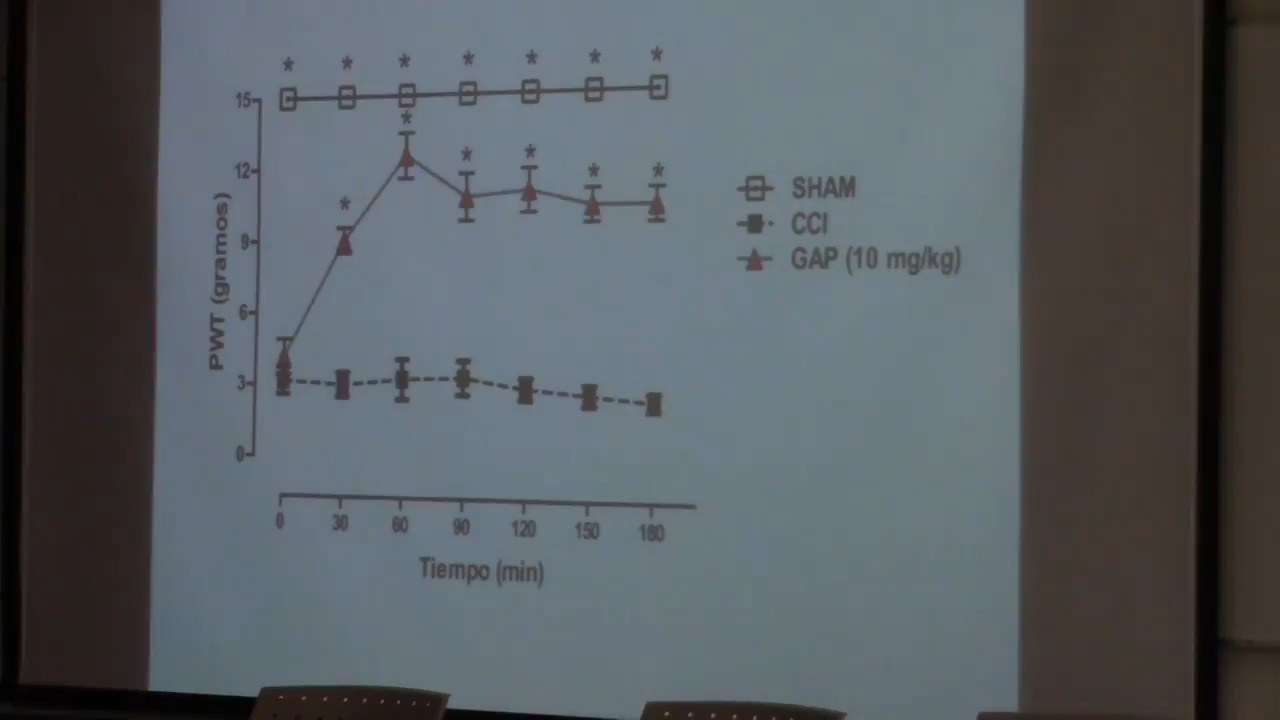 * * * * * * *
15
*
12
* * * *
*
9
6
3
0
PWT (gramos)
0 30 60 90 120 150 180
Tiempo (min)
SHAM
CCI
GAP (10 mg/kg)